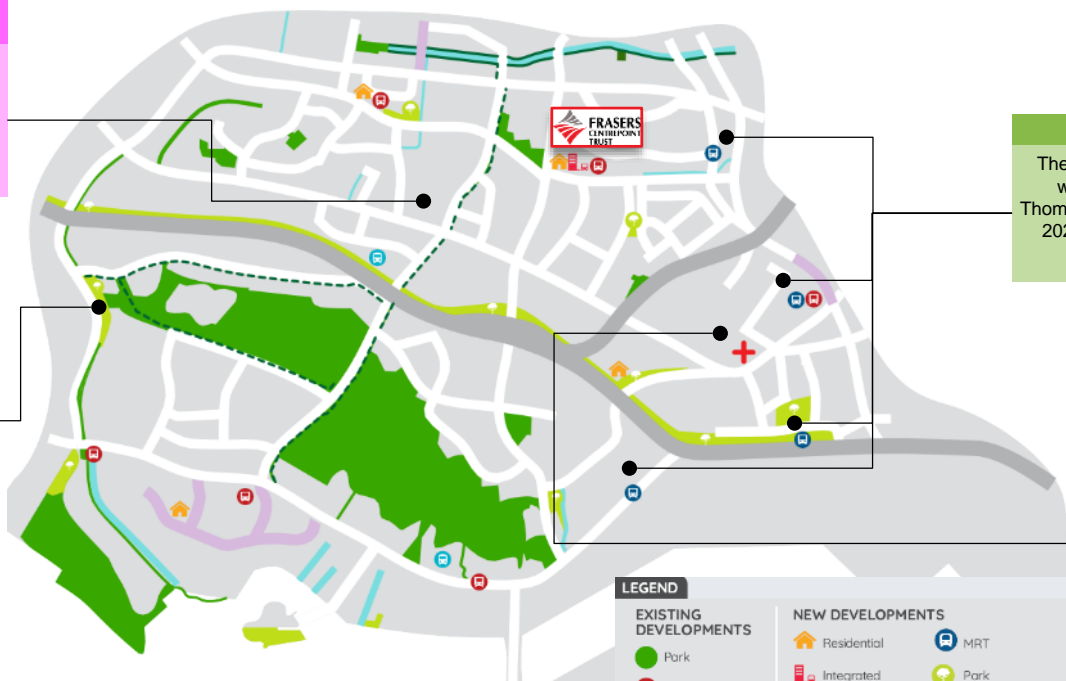 FRASERS
CENTREPOINT
TRUST
The
w
Thom
202
LEGEND
EXISTING
DEVELOPMENTS
Park
NEW DEVELOPMENTS
Residential
MRT
Integrated
Park